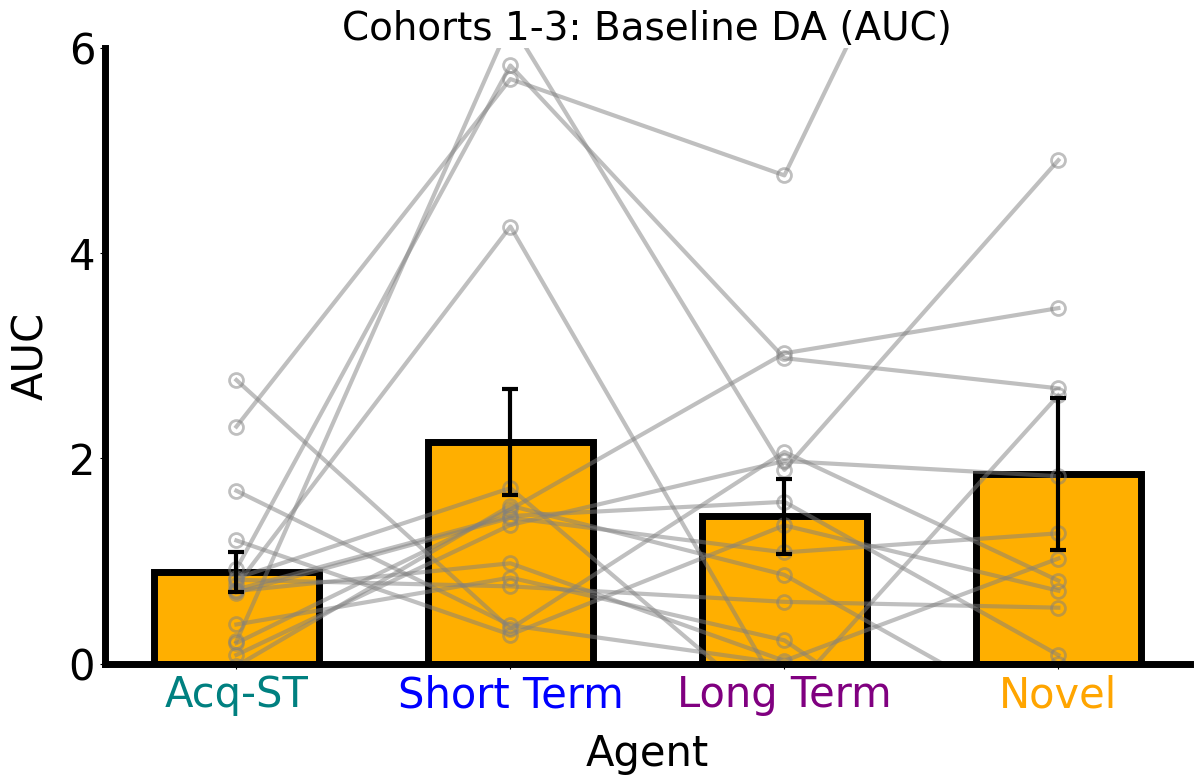 Cohorts 1-3: Baseline DA (AUC)
6
4
2
0
AUC
Acq-ST Short Term Long Term Novel
Agent